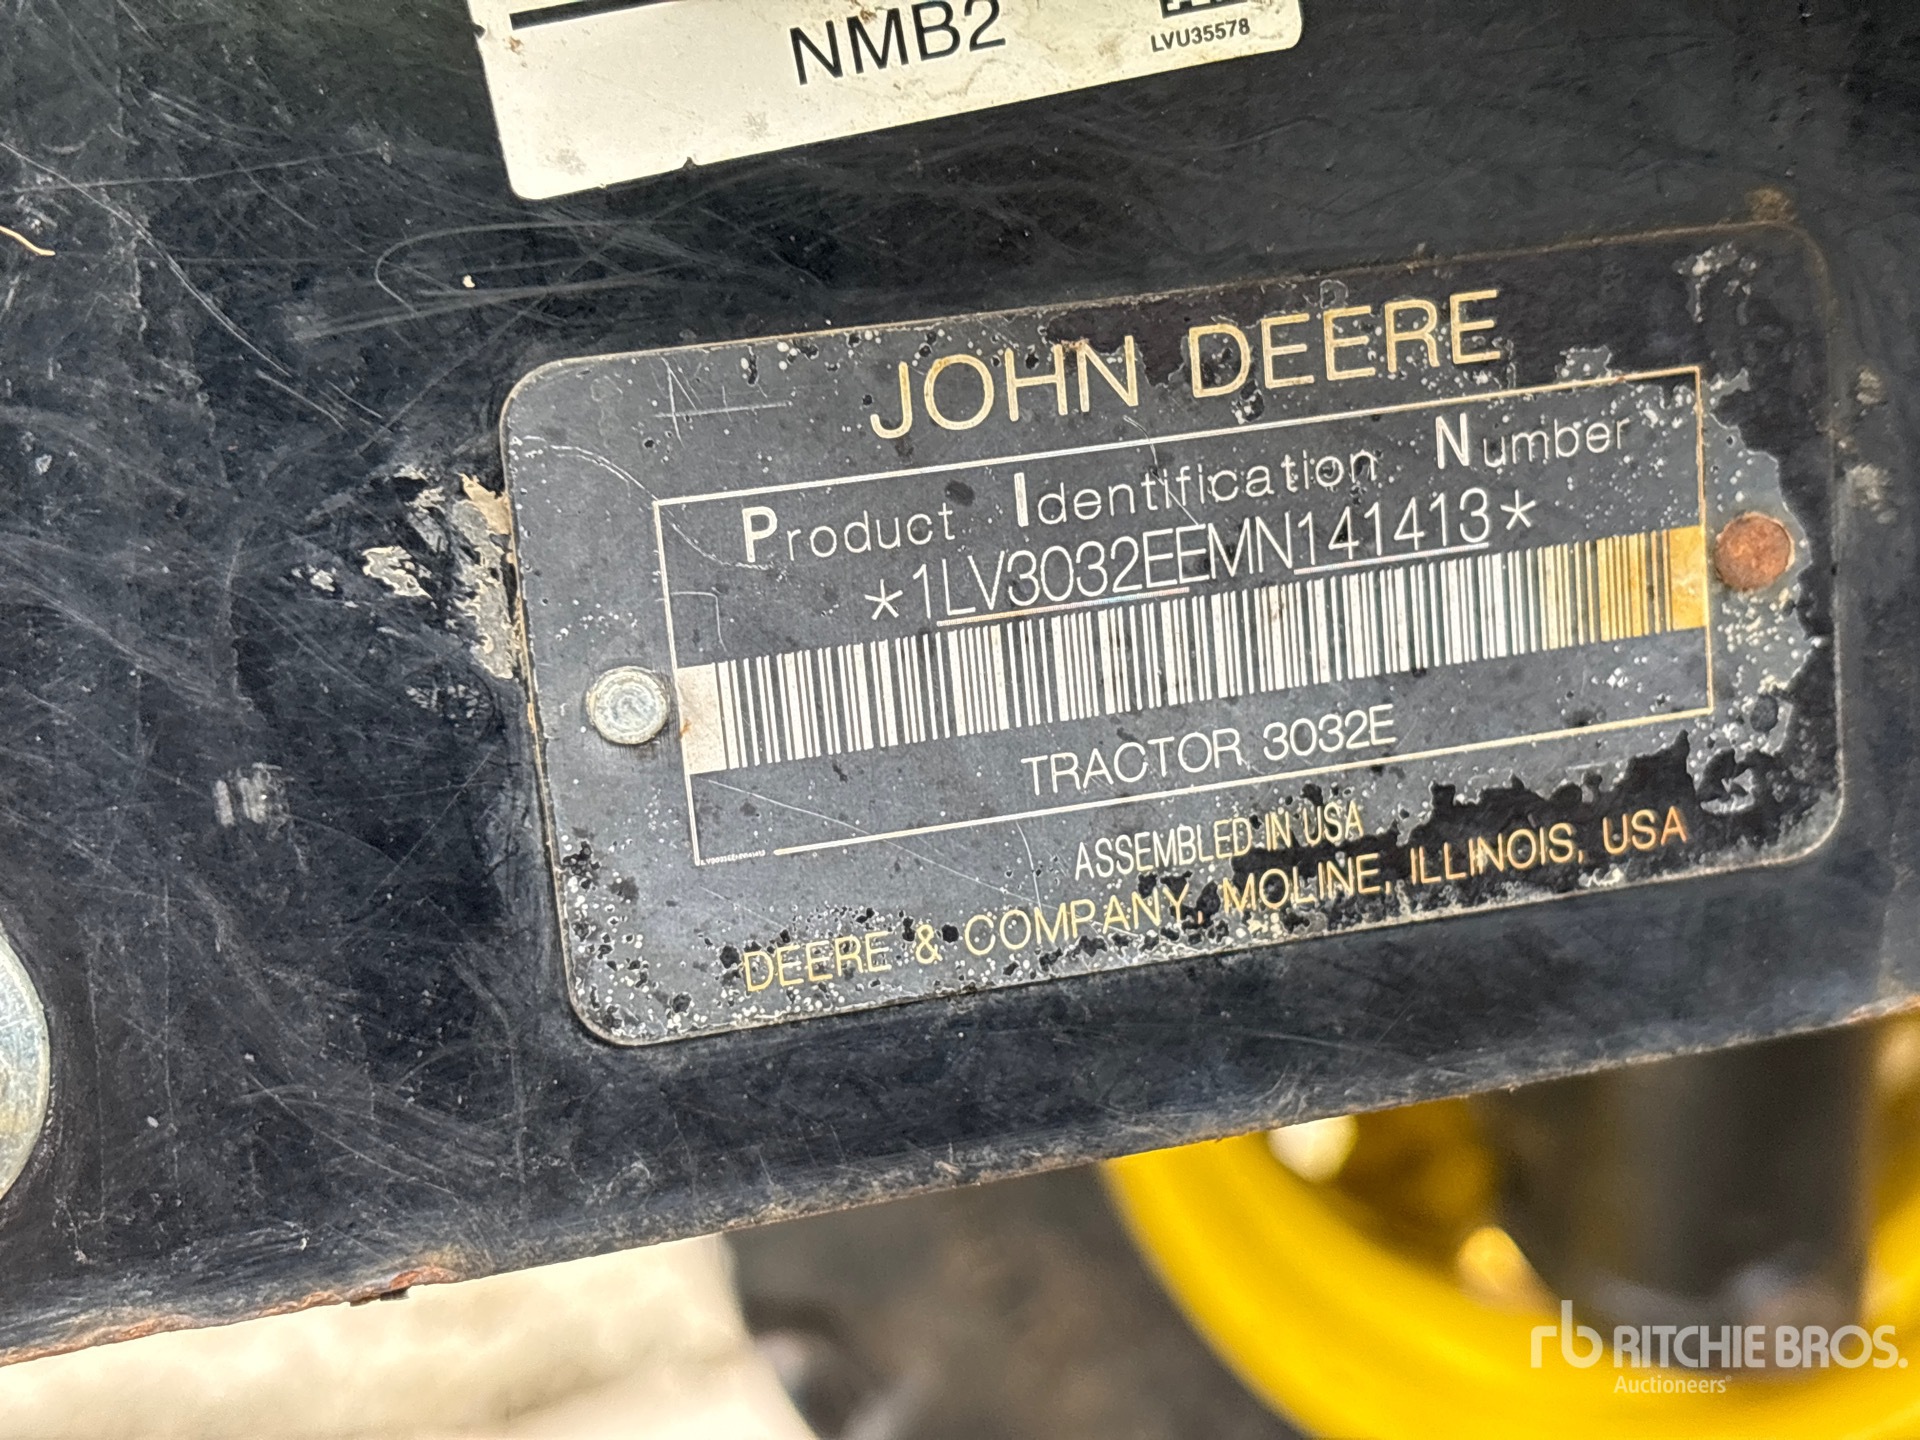 NMB2
LVU35578
JOHN DEERE
Product Identification Number
*1LV3032EEMN141413*
TRACTOR 3032E
ASSEMBLED IN USA
DEERE & COMPANY, MOLINE, ILLINOIS, USA
rb RITCHIE BROS.
Auctioneers